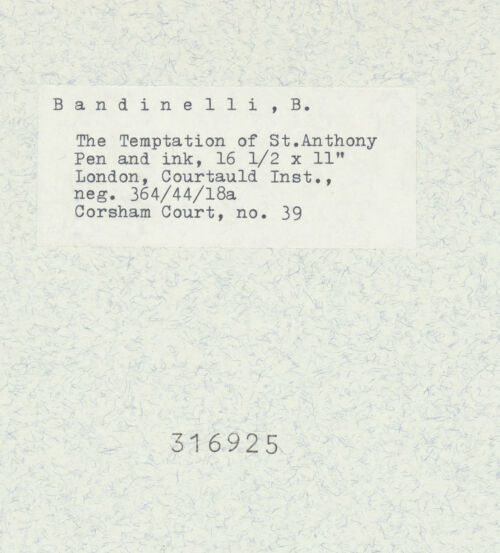 Bandinelli, B.
The Temptation of St.Anthony
Pen and ink, 16 1/2 x 11"
London, Courtauld Inst.,
neg. 364/44/18a
Corsham Court, no. 39
316925